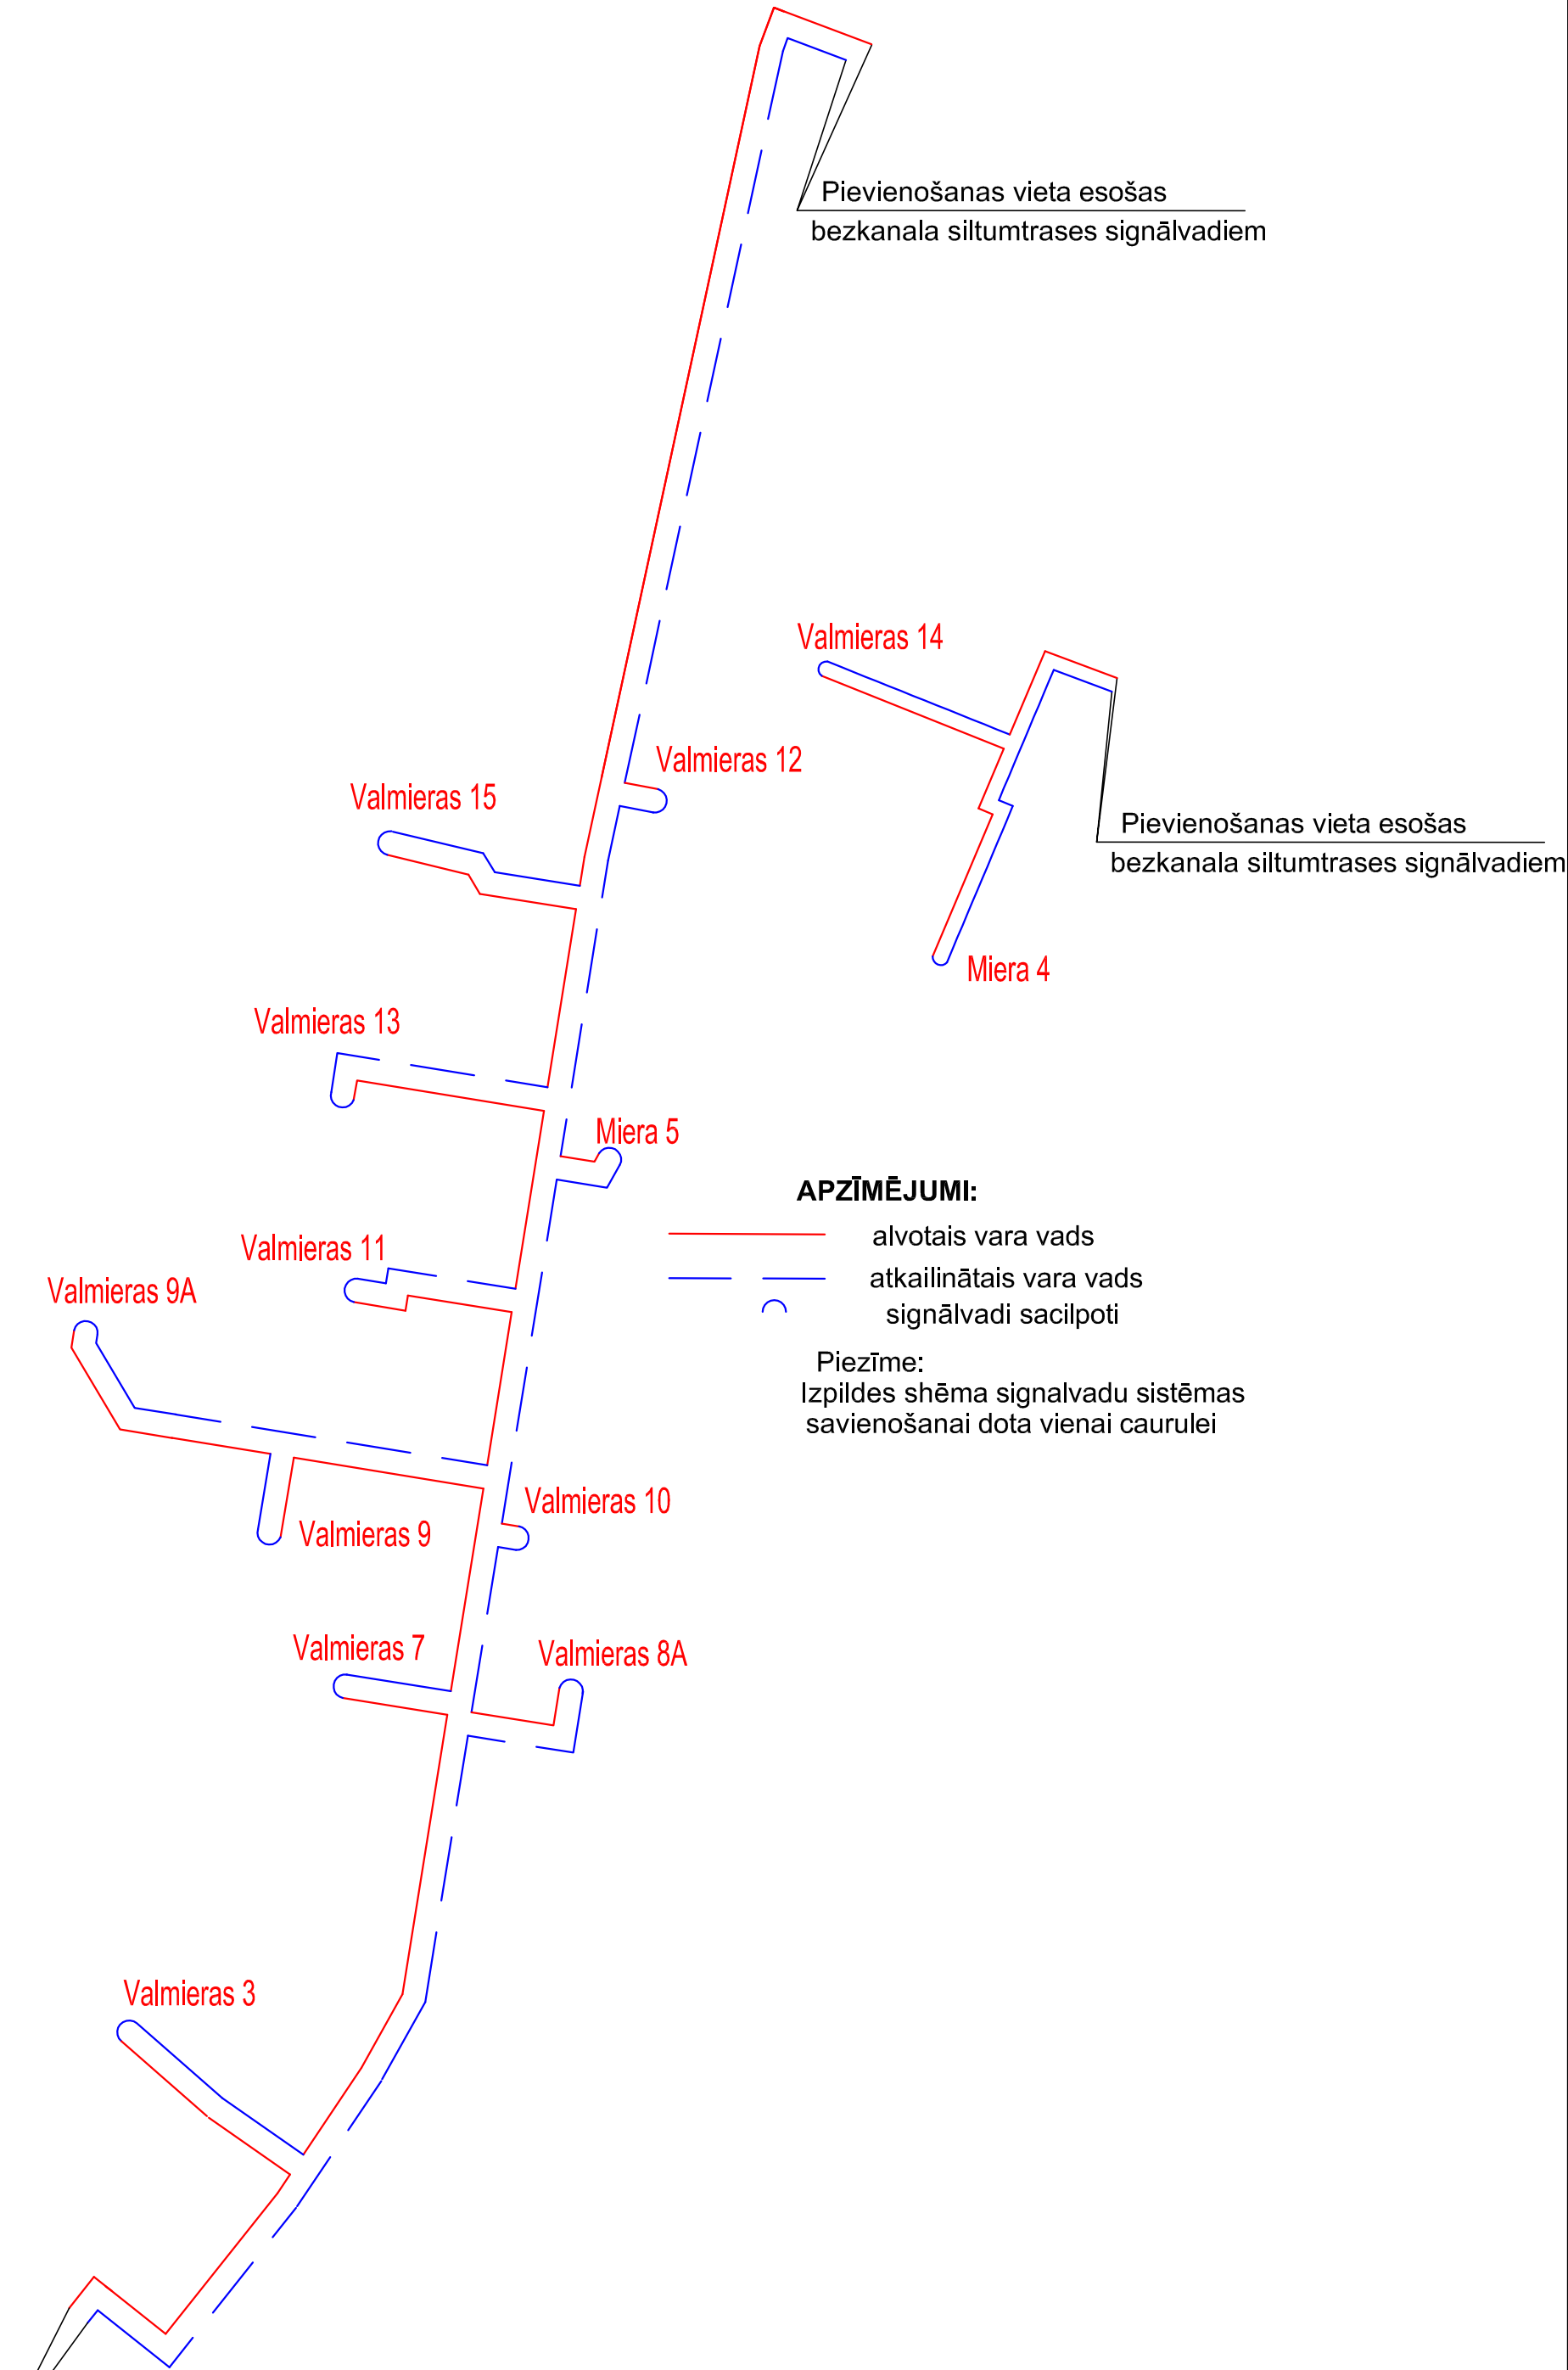 Pievienošanas vieta esošas
bezkanala siltumtrases signālvadiem
Valmieras 14
Valmieras 12
Valmieras 15
Pievienošanas vieta esošas
bezkanala siltumtrases signālvadiem
Miera 4
Valmieras 13
Miera 5
APZĪMĒJUMI:
alvotais vara vads
Valmieras 11
atkailinātais vara vads
Valmieras 9A
signālvadi sacilpoti
Piezīme:
Izpildes shēma signalvadu sistēmas
savienošanai dota vienai caurulei
Valmieras 10
Valmieras 9
Valmieras 7
Valmieras 8A
Valmieras 3